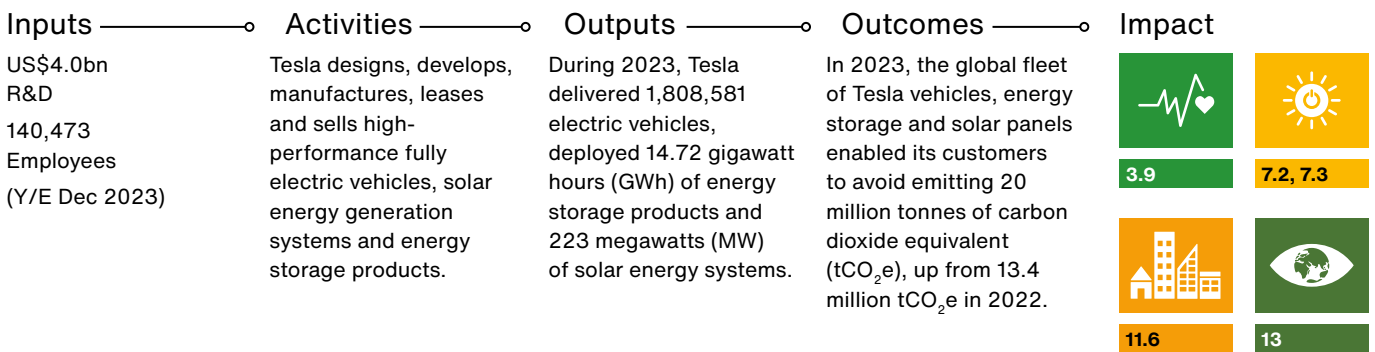 Inputs
US$4.0bn
R&D
140,473
Employees
(Y/E Dec 2023)
Activities
Tesla designs, develops,
manufactures, leases
and sells high-
performance fully
electric vehicles, solar
energy generation
systems and energy
storage products.
Outputs
During 2023, Tesla
delivered 1,808,581
electric vehicles,
deployed 14.72 gigawatt
hours (GWh) of energy
storage products and
223 megawatts (MW)
of solar energy systems.
Outcomes
In 2023, the global fleet
of Tesla vehicles, energy
storage and solar panels
enabled its customers
to avoid emitting 20
million tonnes of carbon
dioxide equivalent
(tCO₂e), up from 13.4
million tCO₂e in 2022.
Impact
3.9
7.2, 7.3
11.6
13